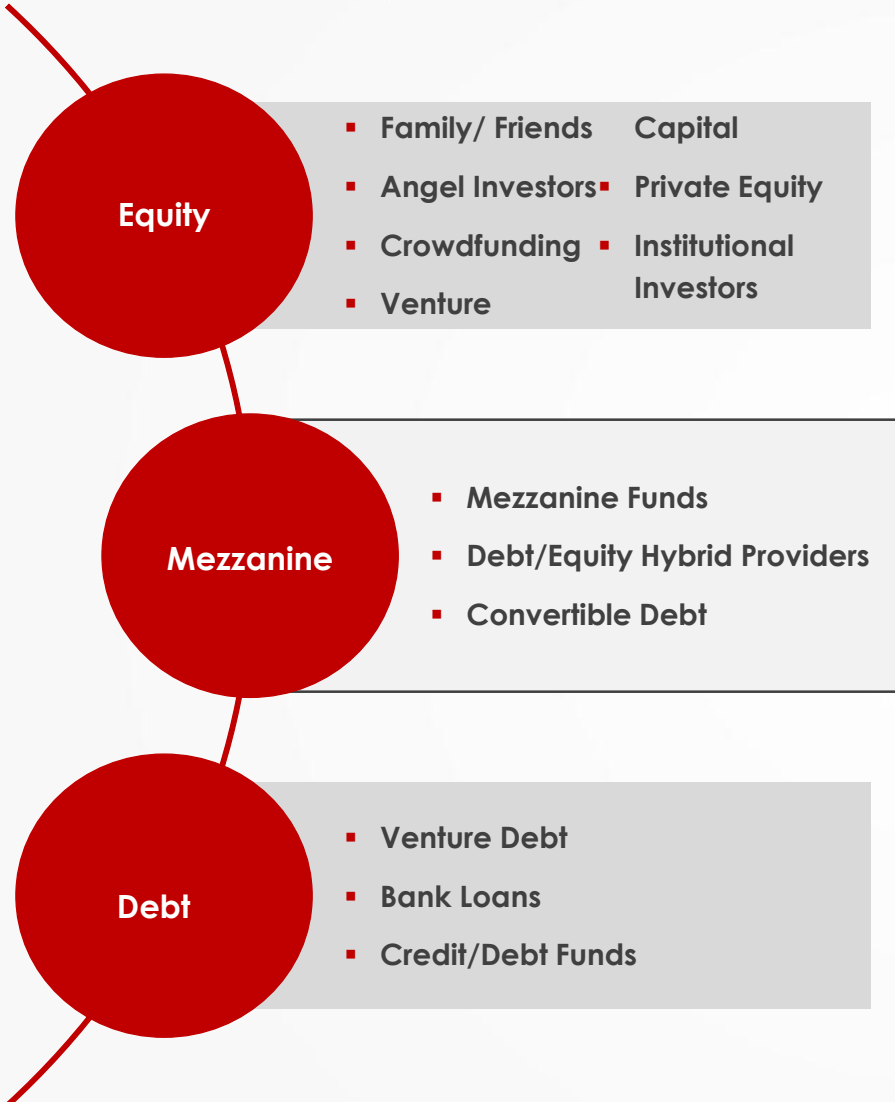 Equity
▪ Family/ Friends
▪ Angel Investors
▪ Crowdfunding
▪ Venture
Capital
▪ Private Equity
▪ Institutional
Investors
Mezzanine
▪ Mezzanine Funds
▪ Debt/Equity Hybrid Providers
▪ Convertible Debt
Debt
▪ Venture Debt
▪ Bank Loans
▪ Credit/Debt Funds